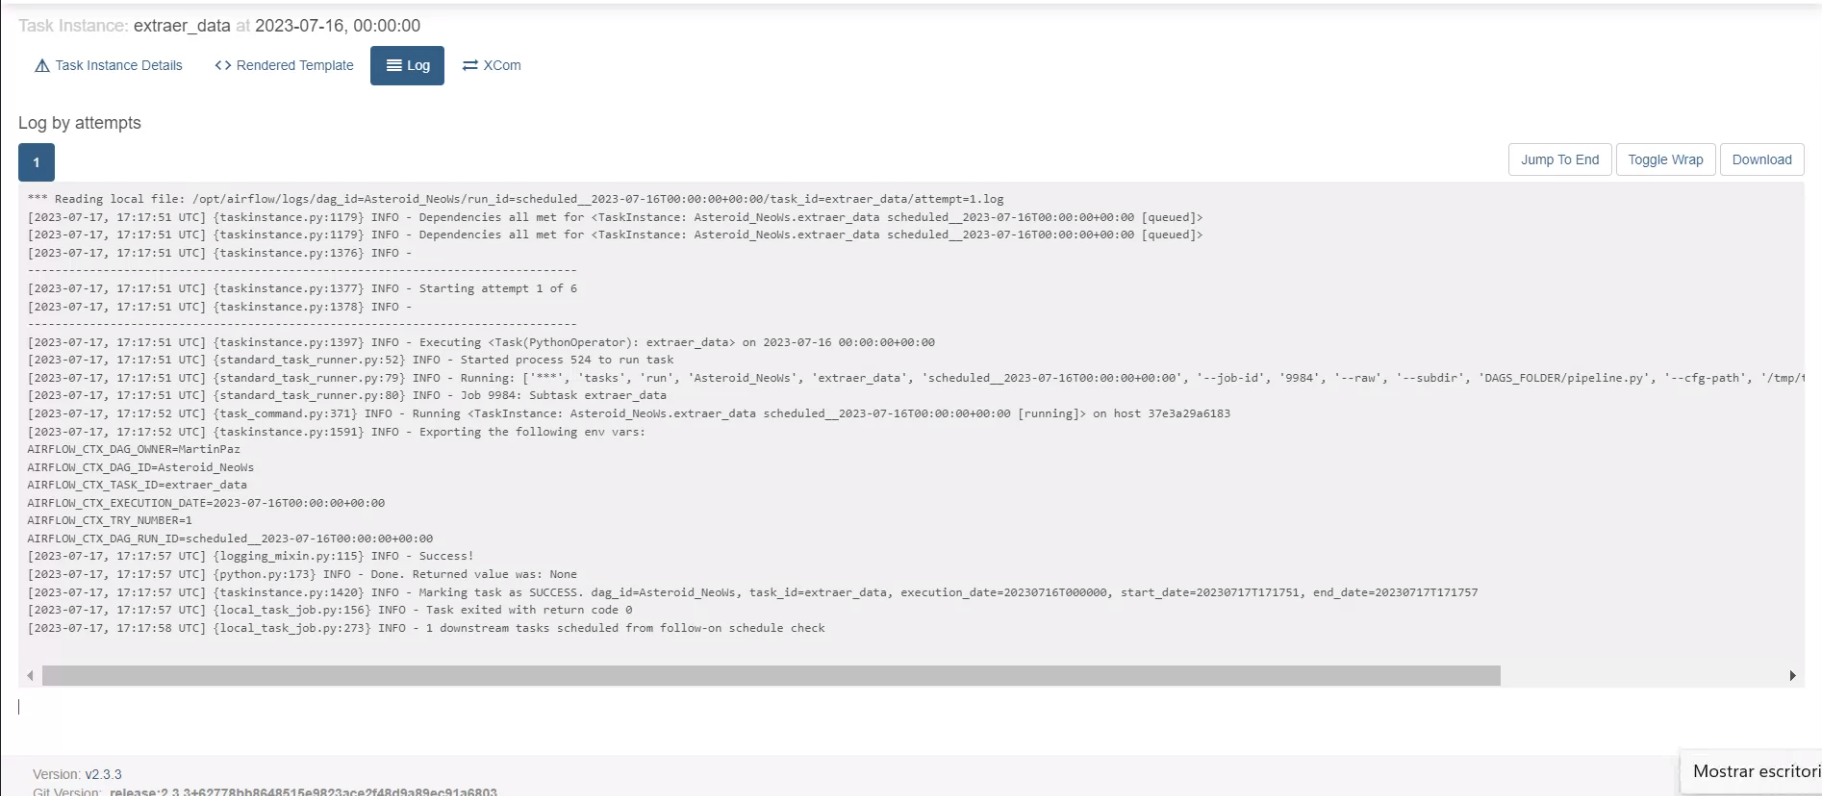 Task Instance: extraer_data at 2023-07-16, 00:00:00
Task Instance Details
<> Rendered Template
Log
XCom
Log by attempts
1
Jump To End
Toggle Wrap
Download
*** Reading local file: /opt/airflow/logs/dag_id=Asteroid_NeoWs/run_id=scheduled__2023-07-16T00:00:00+00:00/task_id=extraer_data/attempt=1.log
[2023-07-17, 17:17:51 UTC] {taskinstance.py:1179} INFO - Dependencies all met for <TaskInstance: Asteroid_NeoWs.extraer_data scheduled__2023-07-16T00:00:00+00:00 [queued]>
[2023-07-17, 17:17:51 UTC] {taskinstance.py:1179} INFO - Dependencies all met for <TaskInstance: Asteroid_NeoWs.extraer_data scheduled__2023-07-16T00:00:00+00:00 [queued]>
[2023-07-17, 17:17:51 UTC] {taskinstance.py:1376} INFO -
--------------------------------------------------------------------------------
[2023-07-17, 17:17:51 UTC] {taskinstance.py:1377} INFO - Starting attempt 1 of 6
[2023-07-17, 17:17:51 UTC] {taskinstance.py:1378} INFO -
--------------------------------------------------------------------------------
[2023-07-17, 17:17:51 UTC] {taskinstance.py:1397} INFO - Executing <Task(PythonOperator): extraer_data> on 2023-07-16 00:00:00+00:00
[2023-07-17, 17:17:51 UTC] {standard_task_runner.py:52} INFO - Started process 524 to run task
[2023-07-17, 17:17:51 UTC] {standard_task_runner.py:79} INFO - Running: ['***', 'tasks', 'run', 'Asteroid_NeoWs', 'extraer_data', 'scheduled__2023-07-16T00:00:00+00:00', '--job-id', '9984', '--raw', '--subdir', 'DAGS_FOLDER/pipeline.py', '--cfg-path', '/tmp/t
[2023-07-17, 17:17:51 UTC] {standard_task_runner.py:80} INFO - Job 9984: Subtask extraer_data
[2023-07-17, 17:17:52 UTC] {task_command.py:371} INFO - Running <TaskInstance: Asteroid_NeoWs.extraer_data scheduled__2023-07-16T00:00:00+00:00 [running]> on host 37e3a29a6183
[2023-07-17, 17:17:52 UTC] {taskinstance.py:1591} INFO - Exporting the following env vars:
AIRFLOW_CTX_DAG_OWNER=MartinPaz
AIRFLOW_CTX_DAG_ID=Asteroid_NeoWs
AIRFLOW_CTX_TASK_ID=extraer_data
AIRFLOW_CTX_EXECUTION_DATE=2023-07-16T00:00:00+00:00
AIRFLOW_CTX_TRY_NUMBER=1
AIRFLOW_CTX_DAG_RUN_ID=scheduled__2023-07-16T00:00:00+00:00
[2023-07-17, 17:17:57 UTC] {logging_mixin.py:115} INFO - Success!
[2023-07-17, 17:17:57 UTC] {python.py:173} INFO - Done. Returned value was: None
[2023-07-17, 17:17:57 UTC] {taskinstance.py:1420} INFO - Marking task as SUCCESS. dag_id=Asteroid_NeoWs, task_id=extraer_data, execution_date=20230716T000000, start_date=20230717T171751, end_date=20230717T171757
[2023-07-17, 17:17:57 UTC] {local_task_job.py:156} INFO - Task exited with return code 0
[2023-07-17, 17:17:58 UTC] {local_task_job.py:273} INFO - 1 downstream tasks scheduled from follow-on schedule check
Version: v2.3.3
Mostrar escritori
Git Version: .release:2.3.3+62778bb8648515e9823ace2f48d9a89ec91a6803